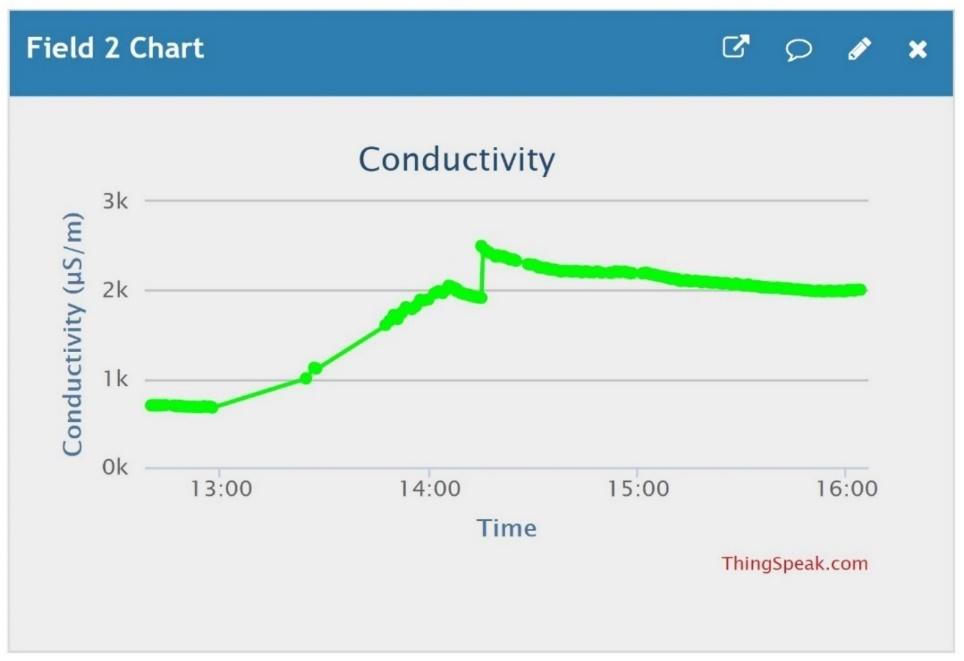 Field 2 Chart
Conductivity
Conductivity (µS/m)
3k
2k
1k
0k
13:00 14:00 15:00 16:00
Time
ThingSpeak.com